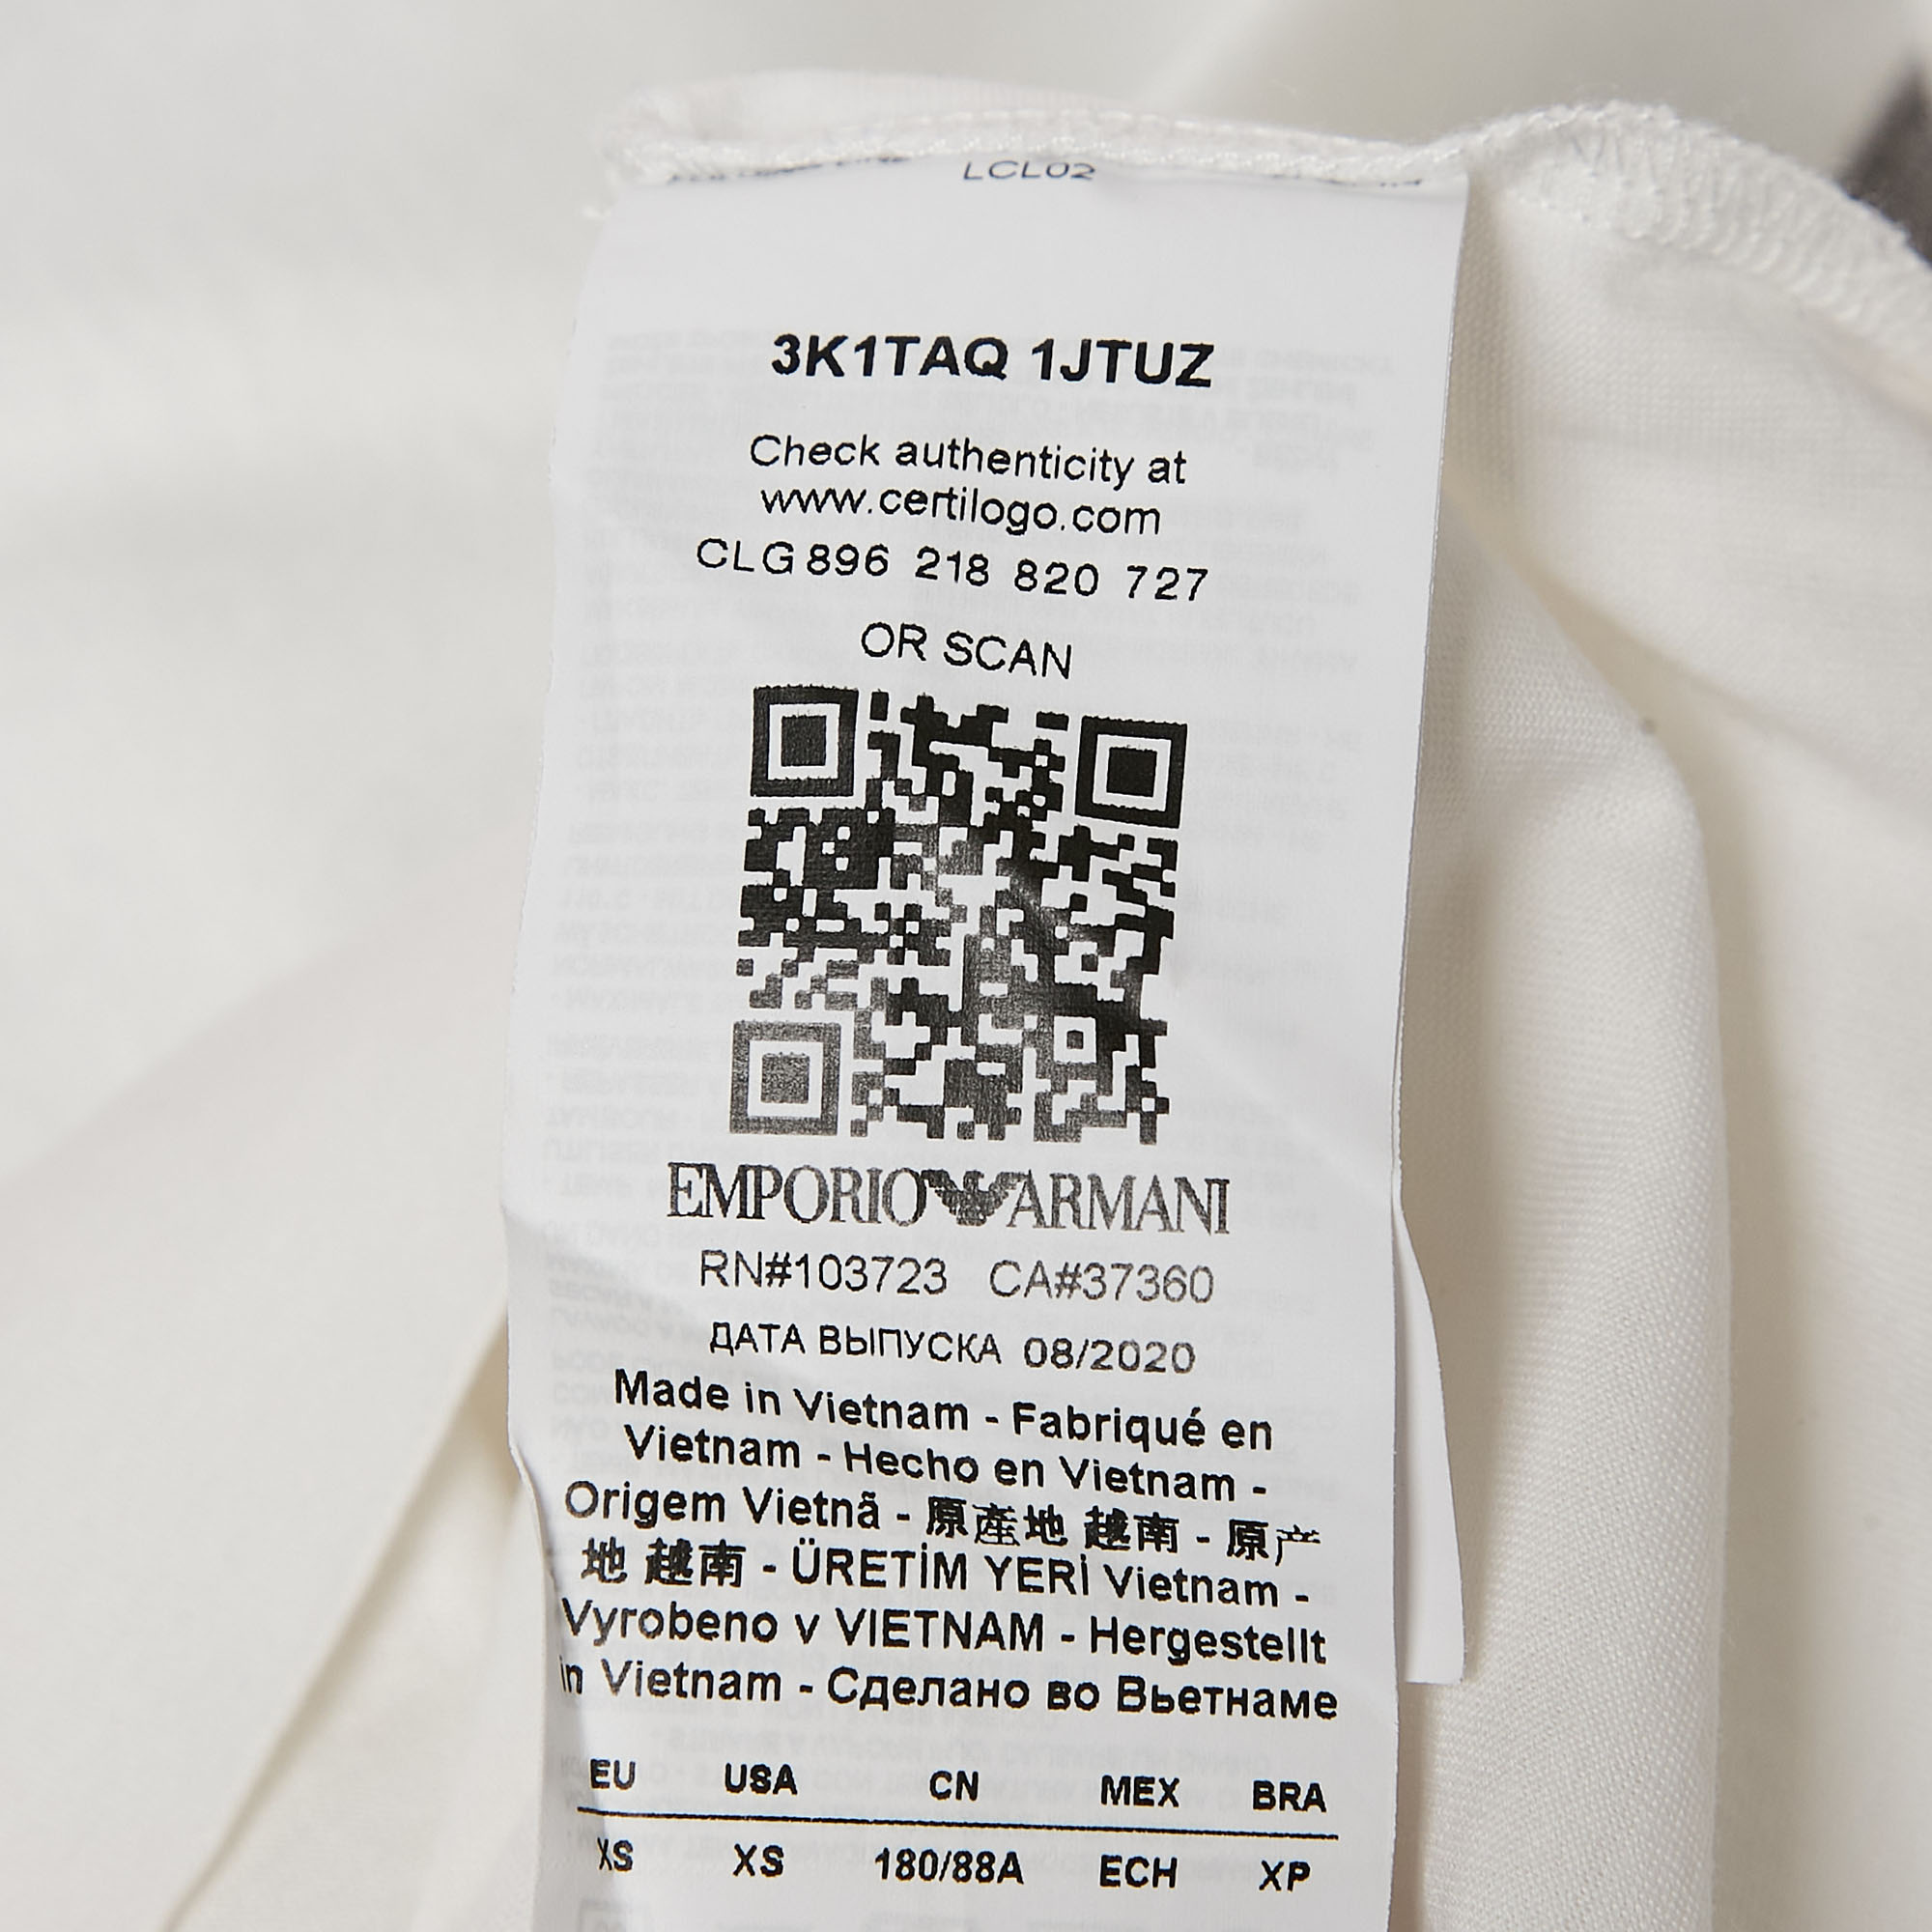 LCL02
3K1TAQ 1JTUZ
Check authenticity at
www.certilogo.com
CLG 896 218 820 727
OR SCAN
EMPORIO ARMANI
RN#103723 CA#37360
ДАТА ВЫПУСКА 08/2020
Made in Vietnam - Fabriqué en
Vietnam - Hecho en Vietnam -
Origem Vietnã - 原產地 越南 - 原产
地 越南 - ÜRETİM YERİ Vietnam -
Vyrobeno v VIETNAM - Hergestellt
in Vietnam - Сделано во Вьетнаме
EU USA CN MEX BRA
XS XS 180/88A ECH XP